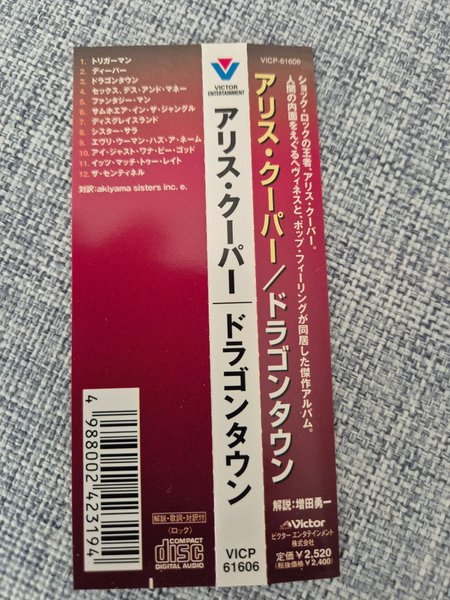 1. トリガーマン
2. ディーパー
3. ドラゴンタウン
4. セックス、デス・アンド・マネー
5. ファンタジー・マン
6. サムホエア・イン・ザ・ジャングル
7. ディスグレイスランド
8. シスター・サラ
9. エヴリ・ウーマン・ハズ・ア・ネーム
10. アイ・ジャスト・ワナ・ビー・ゴッド
11. イッツ・マッチ・トゥー・レイト
12. ザ・センティネル
対訳:akiyama sisters inc. e.
4 988002 423194
解説・歌詞・対訳付
(ロック)
COMPACT
disc
DIGITAL AUDIO
VICTOR
ENTERTAINMENT
アリス・クーパー|ドラゴンタウン
VICP
61606
VICP-61606
ショック・ロックの王者、アリス・クーパー。
人間の内面をえぐるヘヴィネスと、ポップ・フィーリングが同居した傑作アルバム。
アリス・クーパー/ドラゴンタウン
解説:増田勇一
Victor
ビクターエンタテインメント
株式会社
定価¥2,520
(税抜価格¥2,400)